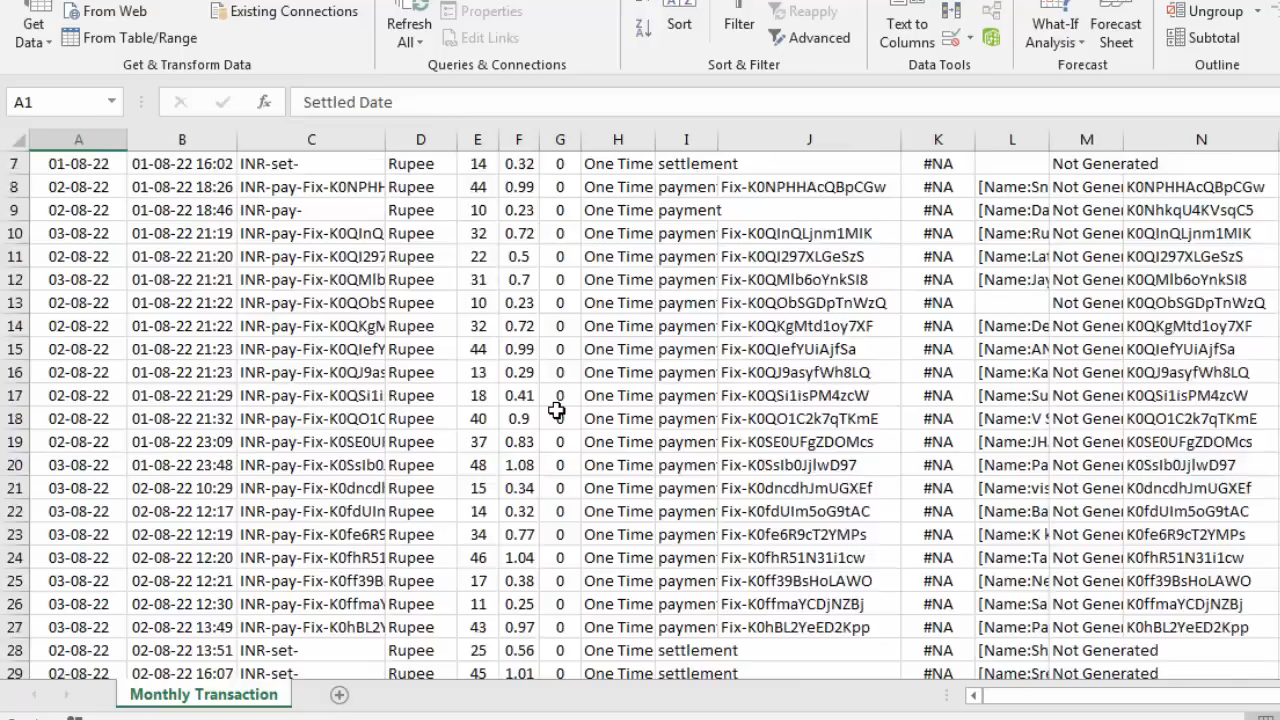 From Web Existing Connections Refresh Properties Sort Filter Reapply Text to What-If Forecast Ungroup
Data From Table/Range All Edit Links Advanced Columns Analysis Sheet Subtotal
Get & Transform Data Queries & Connections Sort & Filter Data Tools Forecast Outline
A1 fx Settled Date
A B C D E F G H I J K L M N
7 01-08-22 01-08-22 16:02 INR-set- Rupee 14 0.32 0 One Time settlement #NA Not Generated
8 02-08-22 01-08-22 18:26 INR-pay-Fix-K0NPHH Rupee 44 0.99 0 One Time payment Fix-K0NPHHAcQBpCGw #NA [Name:Sn Not Gener K0NPHHAcQBpCGw
9 02-08-22 01-08-22 18:46 INR-pay- Rupee 10 0.23 0 One Time payment #NA [Name:Da Not Gener K0NhkqU4KVsqC5
10 03-08-22 01-08-22 21:19 INR-pay-Fix-K0QInQ Rupee 32 0.72 0 One Time payment Fix-K0QInQLjnm1MIK #NA [Name:Ru Not Gener K0QInQLjnm1MIK
11 02-08-22 01-08-22 21:20 INR-pay-Fix-K0QI297 Rupee 22 0.5 0 One Time payment Fix-K0QI297XLGeSzS #NA [Name:Lat Not Gener K0QI297XLGeSzS
12 03-08-22 01-08-22 21:21 INR-pay-Fix-K0QMlb Rupee 31 0.7 0 One Time payment Fix-K0QMlb6oYnkSI8 #NA [Name:Jay Not Gener K0QMlb6oYnkSI8
13 02-08-22 01-08-22 21:22 INR-pay-Fix-K0QObS Rupee 10 0.23 0 One Time payment Fix-K0QObSGDpTnWzQ #NA Not Gener K0QObSGDpTnWzQ
14 02-08-22 01-08-22 21:22 INR-pay-Fix-K0QKgM Rupee 32 0.72 0 One Time payment Fix-K0QKgMtd1oy7XF #NA [Name:De Not Gener K0QKgMtd1oy7XF
15 02-08-22 01-08-22 21:23 INR-pay-Fix-K0QIefY Rupee 44 0.99 0 One Time payment Fix-K0QIefYUiAjfSa #NA [Name:AN Not Gener K0QIefYUiAjfSa
16 02-08-22 01-08-22 21:23 INR-pay-Fix-K0QJ9as Rupee 13 0.29 0 One Time payment Fix-K0QJ9asyfWh8LQ #NA [Name:Ka Not Gener K0QJ9asyfWh8LQ
17 02-08-22 01-08-22 21:29 INR-pay-Fix-K0QSi1i Rupee 18 0.41 0 One Time payment Fix-K0QSi1isPM4zcW #NA [Name:Su Not Gener K0QSi1isPM4zcW
18 02-08-22 01-08-22 21:32 INR-pay-Fix-K0QO1C Rupee 40 0.9 0 One Time payment Fix-K0QO1C2k7qTKmE #NA [Name:V S Not Gener K0QO1C2k7qTKmE
19 02-08-22 01-08-22 23:09 INR-pay-Fix-K0SE0UF Rupee 37 0.83 0 One Time payment Fix-K0SE0UFgZDOMcs #NA [Name:JH Not Gener K0SE0UFgZDOMcs
20 03-08-22 01-08-22 23:48 INR-pay-Fix-K0SsIb0 Rupee 48 1.08 0 One Time payment Fix-K0SsIb0JjlwD97 #NA [Name:Pa Not Gener K0SsIb0JjlwD97
21 03-08-22 02-08-22 10:29 INR-pay-Fix-K0dncdh Rupee 15 0.34 0 One Time payment Fix-K0dncdhJmUGXEf #NA [Name:vis Not Gener K0dncdhJmUGXEf
22 03-08-22 02-08-22 12:17 INR-pay-Fix-K0fdUIm Rupee 14 0.32 0 One Time payment Fix-K0fdUIm5oG9tAC #NA [Name:Ba Not Gener K0fdUIm5oG9tAC
23 03-08-22 02-08-22 12:19 INR-pay-Fix-K0fe6R9 Rupee 34 0.77 0 One Time payment Fix-K0fe6R9cT2YMPs #NA [Name:K Not Gener K0fe6R9cT2YMPs
24 03-08-22 02-08-22 12:20 INR-pay-Fix-K0fhR51 Rupee 46 1.04 0 One Time payment Fix-K0fhR51N31i1cw #NA [Name:Ta Not Gener K0fhR51N31i1cw
25 03-08-22 02-08-22 12:21 INR-pay-Fix-K0ff39B Rupee 17 0.38 0 One Time payment Fix-K0ff39BsHoLAWO #NA [Name:Ne Not Gener K0ff39BsHoLAWO
26 03-08-22 02-08-22 12:30 INR-pay-Fix-K0ffmaY Rupee 11 0.25 0 One Time payment Fix-K0ffmaYCDjNZBj #NA [Name:Sa Not Gener K0ffmaYCDjNZBj
27 03-08-22 02-08-22 13:49 INR-pay-Fix-K0hBL2Y Rupee 43 0.97 0 One Time payment Fix-K0hBL2YeED2Kpp #NA [Name:Pa Not Gener K0hBL2YeED2Kpp
28 02-08-22 02-08-22 13:51 INR-set- Rupee 25 0.56 0 One Time settlement #NA [Name:Sh Not Generated
29 02-08-22 02-08-22 16:07 INR-set- Rupee 45 1.01 0 One Time settlement #NA [Name:Sre Not Generated
Monthly Transaction